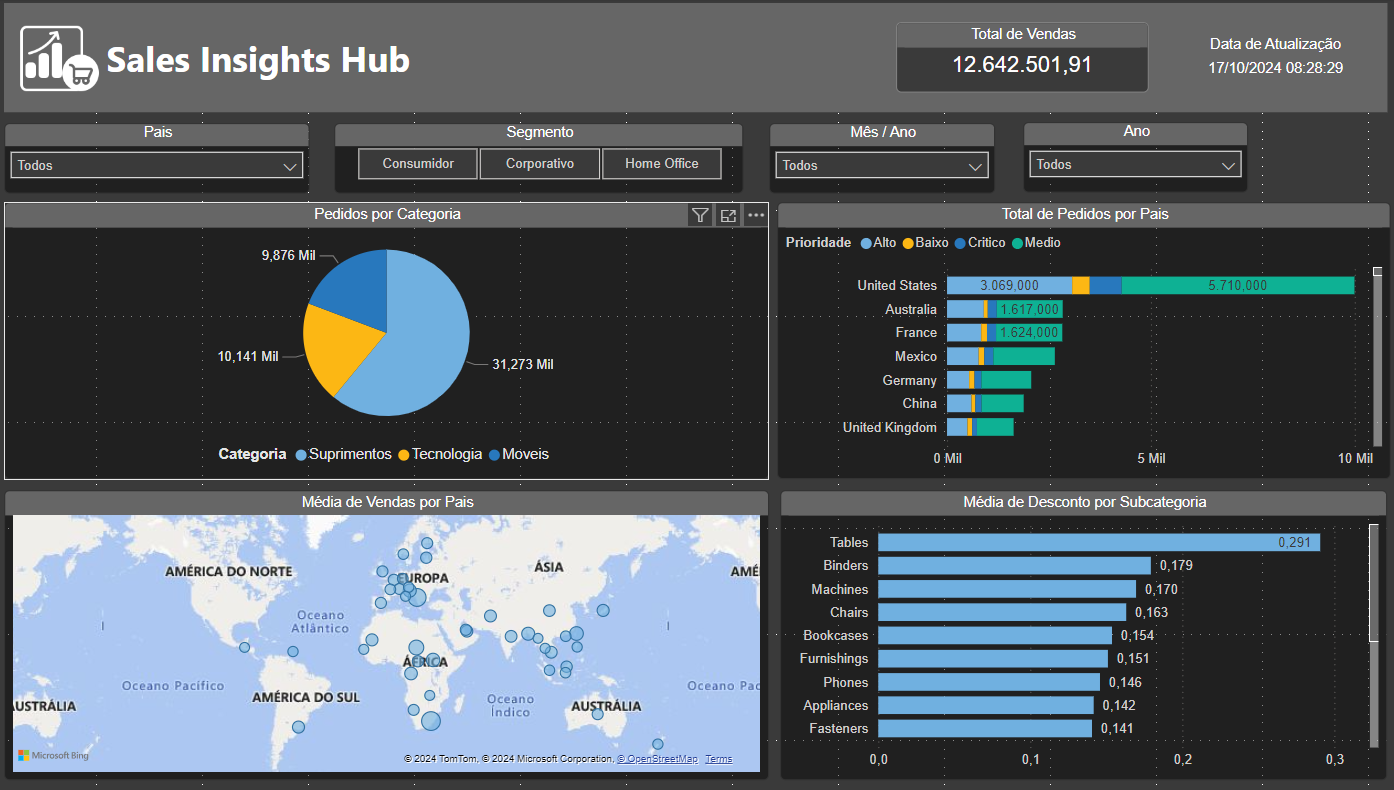 Sales Insights Hub
Total de Vendas
12.642.501,91
Data de Atualização
17/10/2024 08:28:29
Pais
Todos
Segmento
Consumidor Corporativo Home Office
Mês / Ano
Todos
Ano
Todos
Pedidos por Categoria
9,876 Mil
10,141 Mil
31,273 Mil
Categoria Suprimentos Tecnologia Moveis
Total de Pedidos por Pais
Prioridade Alto Baixo Critico Medio
United States 3.069,000 5.710,000
Australia 1.617,000
France 1.624,000
Mexico
Germany
China
United Kingdom
0 Mil 5 Mil 10 Mil
Média de Vendas por Pais
AMÉRICA DO NORTE
EUROPA
ÁSIA
AMÉ
Oceano
Atlântico
ÁFRICA
Oceano Pacífico
AMÉRICA DO SUL
Oceano
Índico
Oceano Pac
AUSTRÁLIA
USTRÁLIA
Microsoft Bing
© 2024 TomTom, © 2024 Microsoft Corporation, © OpenStreetMap Terms
Média de Desconto por Subcategoria
Tables 0,291
Binders 0,179
Machines 0,170
Chairs 0,163
Bookcases 0,154
Furnishings 0,151
Phones 0,146
Appliances 0,142
Fasteners 0,141
0,0 0,1 0,2 0,3